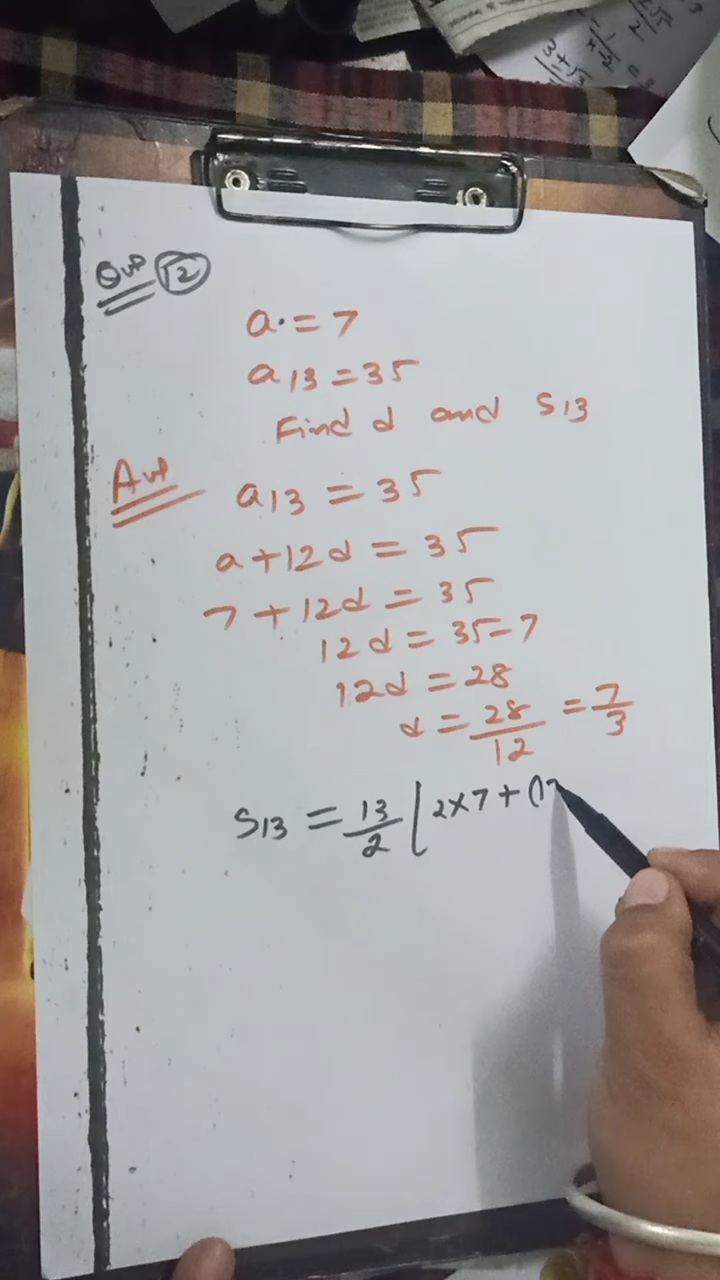 Que 12
a = 7
a13 = 35
Find d and S13
Ans
a13 = 35
a + 12d = 35
7 + 12d = 35
12d = 35 - 7
12d = 28
d = 28/12 = 7/3
S13 = 13/2 [ 2×7 + (1